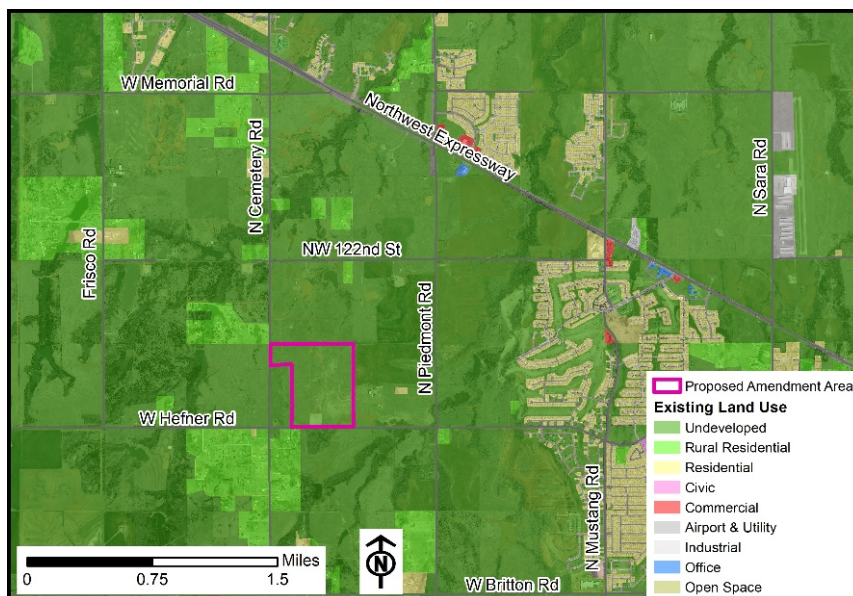 W Memorial Rd
Northwest Expressway
N Cemetery Rd
N Sara Rd
NW 122nd St
Frisco Rd
N Piedmont Rd
W Hefner Rd
N Mustang Rd
W Britton Rd
Proposed Amendment Area
Existing Land Use
Undeveloped
Rural Residential
Residential
Civic
Commercial
Airport & Utility
Industrial
Office
Open Space
Miles
0 0.75 1.5
N